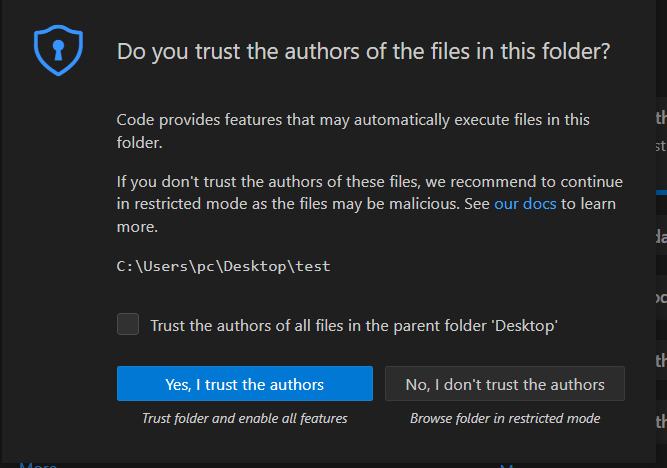 Do you trust the authors of the files in this folder?
Code provides features that may automatically execute files in this
folder.
If you don't trust the authors of these files, we recommend to continue
in restricted mode as the files may be malicious. See our docs to learn
more.
C:\Users\pc\Desktop\test
Trust the authors of all files in the parent folder 'Desktop'
Yes, I trust the authors
No, I don't trust the authors
Trust folder and enable all features
Browse folder in restricted mode